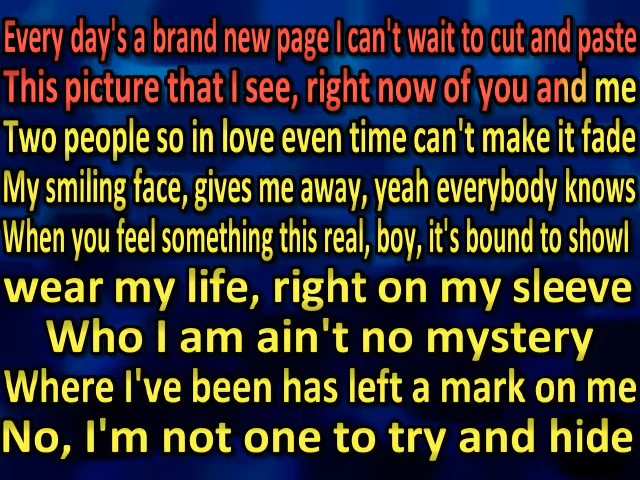 Every day's a brand new page I can't wait to cut and paste
This picture that I see, right now of you and me
Two people so in love even time can't make it fade
My smiling face, gives me away, yeah everybody knows
When you feel something this real, boy, it's bound to showI
wear my life, right on my sleeve
Who I am ain't no mystery
Where I've been has left a mark on me
No, I'm not one to try and hide